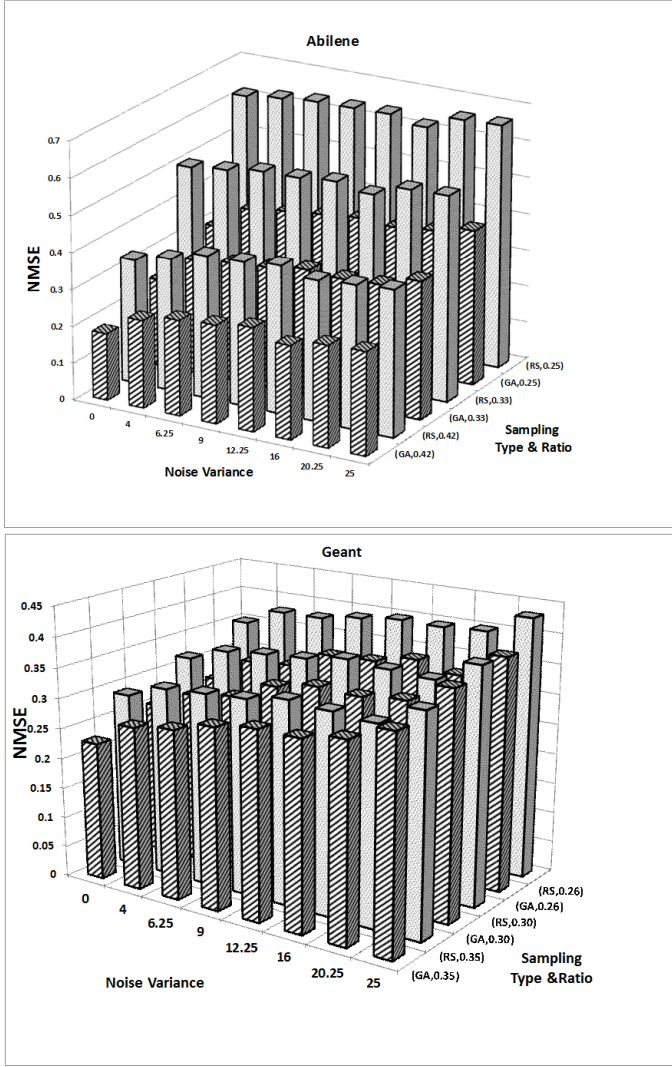 Abilene
0.7
0.6
0.5
0.4
0.3
0.2
0.1
0
NMSE
0
4
6.25
9
12.25
16
20.25
25
Noise Variance
(RS,0.25)
(GA,0.25)
(RS,0.33)
(GA,0.33)
(RS,0.42)
(GA,0.42)
Sampling
Type & Ratio
Geant
0.45
0.4
0.35
0.3
0.25
0.2
0.15
0.1
0.05
0
NMSE
0
4
6.25
9
12.25
16
20.25
25
Noise Variance
(RS,0.26)
(GA,0.26)
(RS,0.30)
(GA,0.30)
(RS,0.35)
(GA,0.35)
Sampling
Type &Ratio